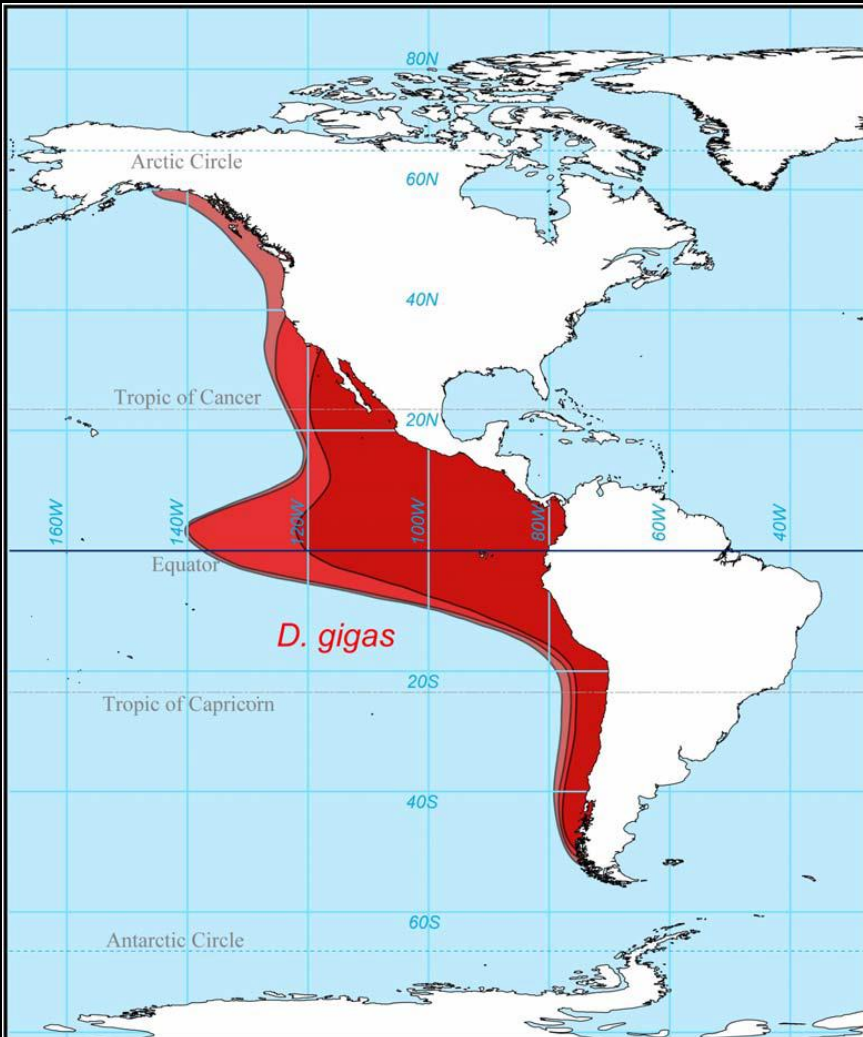 80N
Arctic Circle
60N
40N
Tropic of Cancer
20N
160W
140W
120W
100W
80W
60W
40W
Equator
D. gigas
20S
Tropic of Capricorn
40S
60S
Antarctic Circle